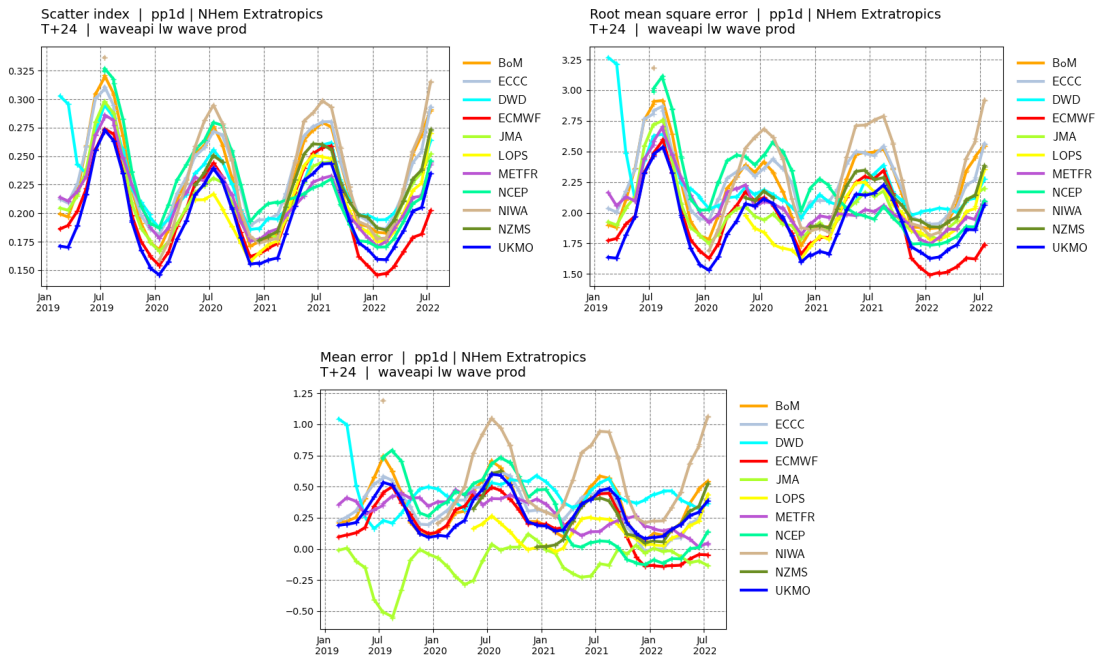 Scatter index | pp1d | NHem Extratropics
T+24 | waveapi lw wave prod
0.325
0.300
0.275
0.250
0.225
0.200
0.175
0.150
Jan 2019
Jul 2019
Jan 2020
Jul 2020
Jan 2021
Jul 2021
Jan 2022
Jul 2022
BoM
ECCC
DWD
ECMWF
JMA
LOPS
METFR
NCEP
NIWA
NZMS
UKMO
Root mean square error | pp1d | NHem Extratropics
T+24 | waveapi lw wave prod
3.25
3.00
2.75
2.50
2.25
2.00
1.75
1.50
Jan 2019
Jul 2019
Jan 2020
Jul 2020
Jan 2021
Jul 2021
Jan 2022
Jul 2022
BoM
ECCC
DWD
ECMWF
JMA
LOPS
METFR
NCEP
NIWA
NZMS
UKMO
Mean error | pp1d | NHem Extratropics
T+24 | waveapi lw wave prod
1.25
1.00
0.75
0.50
0.25
0.00
−0.25
−0.50
Jan 2019
Jul 2019
Jan 2020
Jul 2020
Jan 2021
Jul 2021
Jan 2022
Jul 2022
BoM
ECCC
DWD
ECMWF
JMA
LOPS
METFR
NCEP
NIWA
NZMS
UKMO